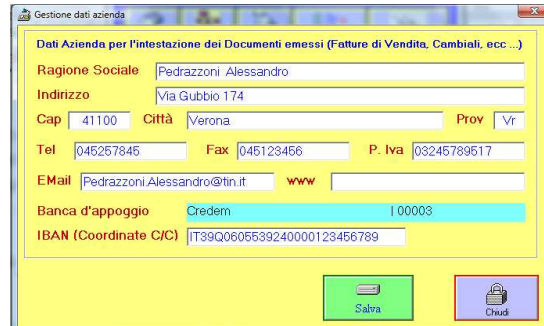 Gestione dati azienda
Dati Azienda per l'intestazione dei Documenti emessi (Fatture di Vendita, Cambiali, ecc ...)
Ragione Sociale Pedrazzoni Alessandro
Indirizzo Via Gubbio 174
Cap 41100 Città Verona Prov Vr
Tel 045257845 Fax 045123456 P. Iva 03245789517
EMail Pedrazzoni.Alessandro@tin.it www
Banca d'appoggio Credem | 00003
IBAN (Coordinate C/C) IT39Q0605539240000123456789
Salva Chiudi